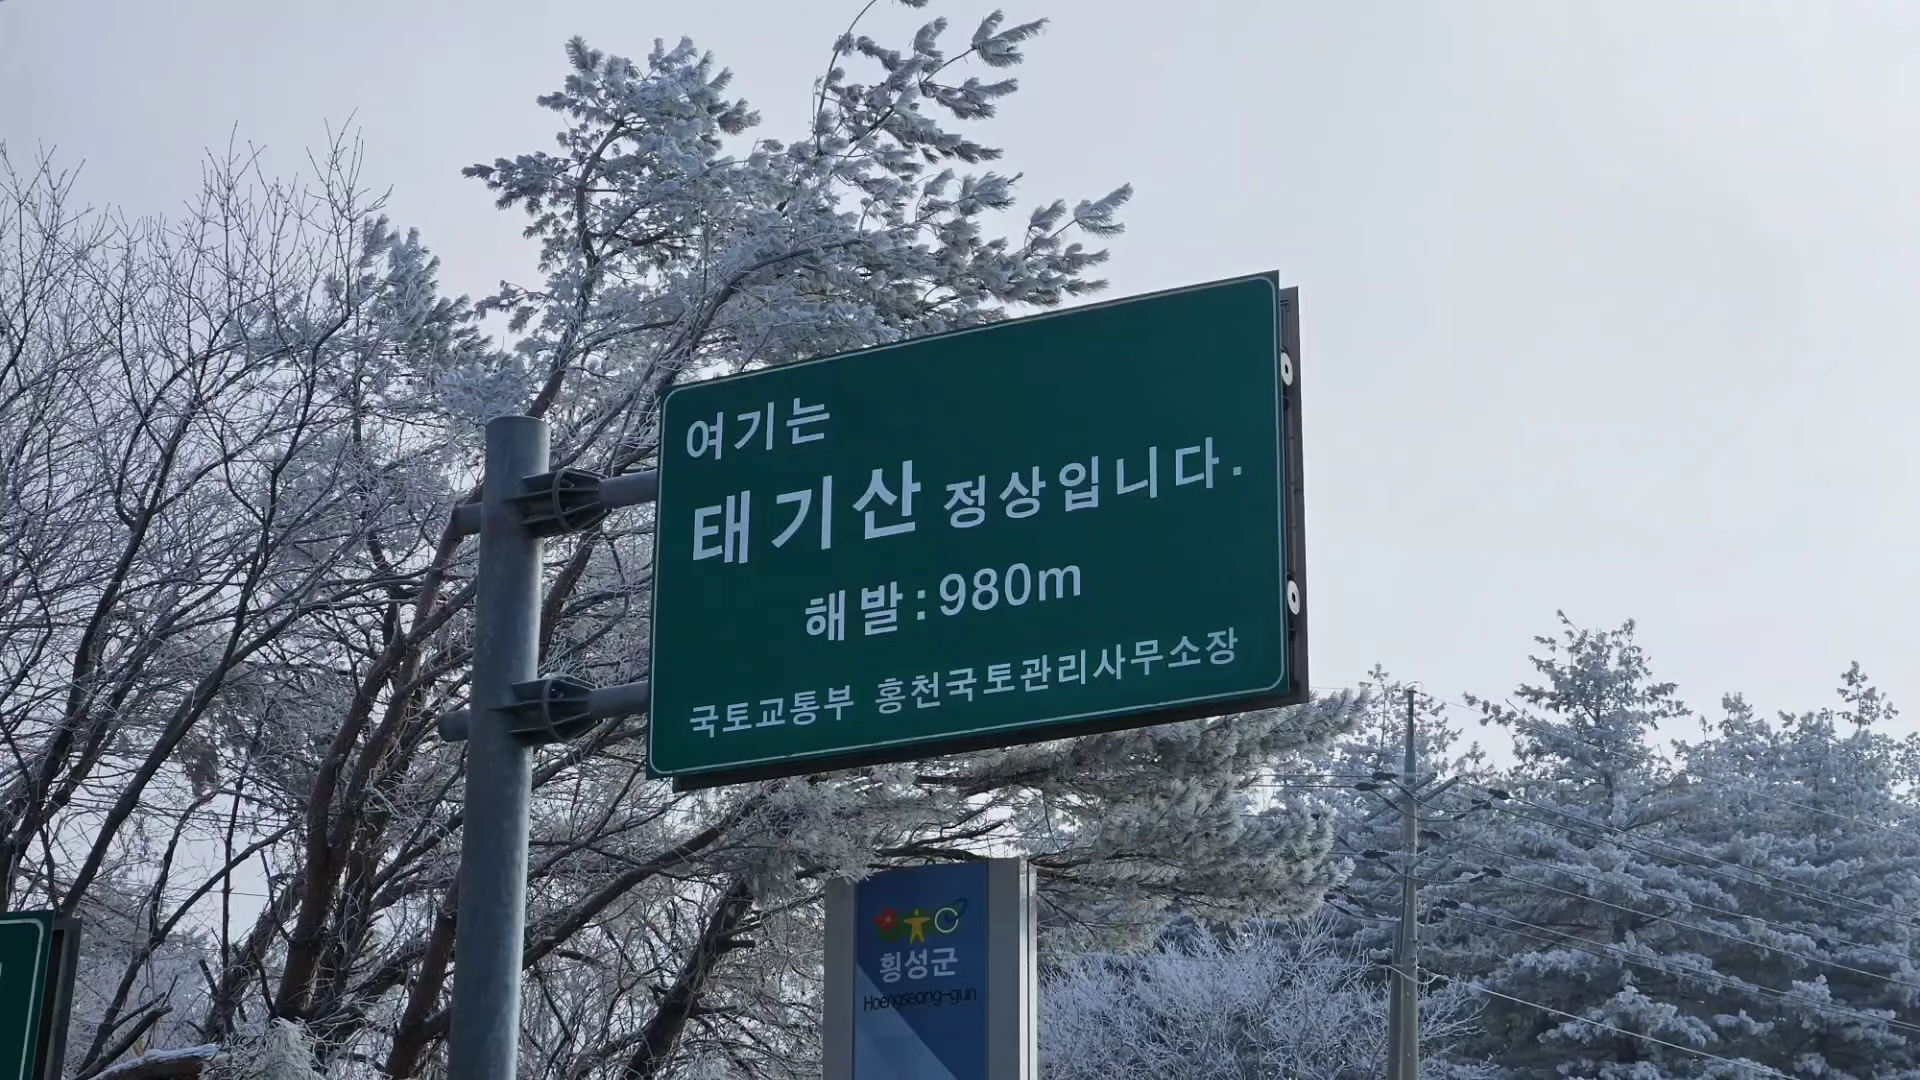 여기는
태기산 정상입니다.
해발:980m
국토교통부 홍천국토관리사무소장
횡성군
Hoengseong-gun